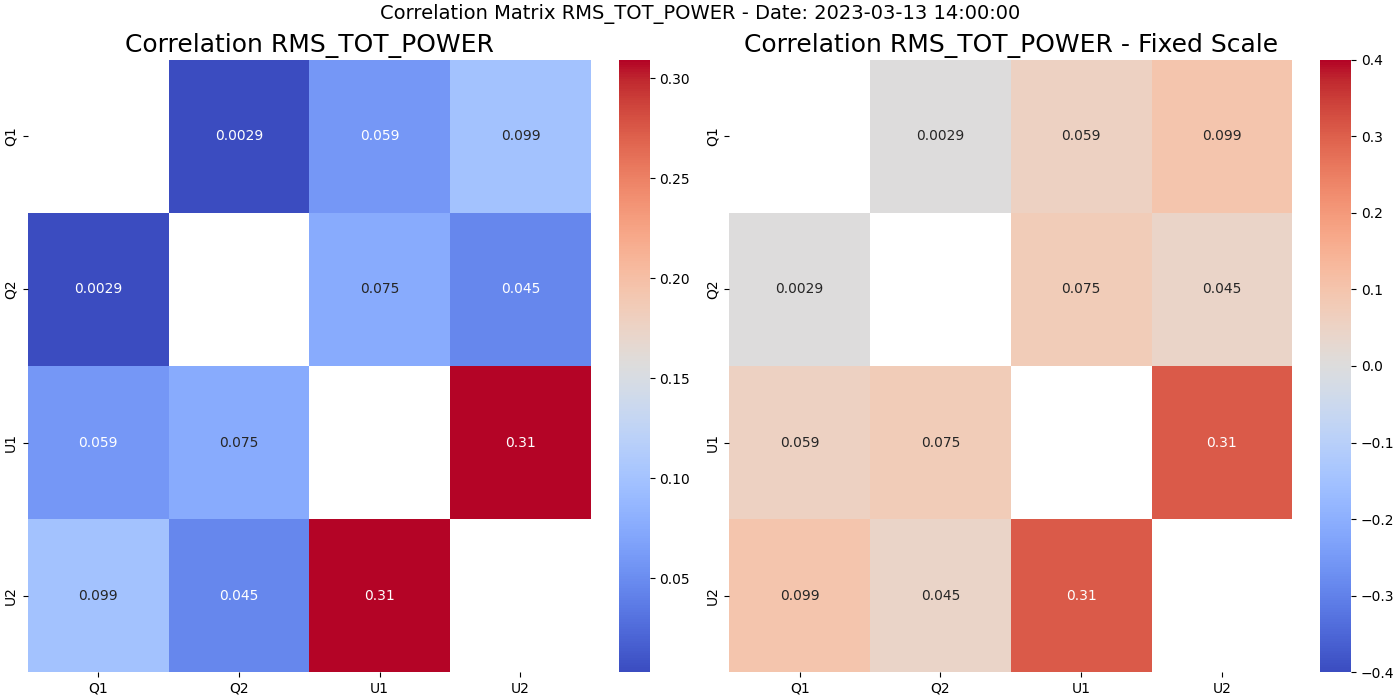 Correlation Matrix RMS_TOT_POWER - Date: 2023-03-13 14:00:00
Correlation RMS_TOT_POWER
Q1
0.0029
0.059
0.099
Q2
0.0029
0.075
0.045
U1
0.059
0.075
0.31
U2
0.099
0.045
0.31
Q1
Q2
U1
U2
0.30
0.25
0.20
0.15
0.10
0.05
Correlation RMS_TOT_POWER - Fixed Scale
Q1
0.0029
0.059
0.099
Q2
0.0029
0.075
0.045
U1
0.059
0.075
0.31
U2
0.099
0.045
0.31
Q1
Q2
U1
U2
0.4
0.3
0.2
0.1
0.0
−0.1
−0.2
−0.3
−0.4